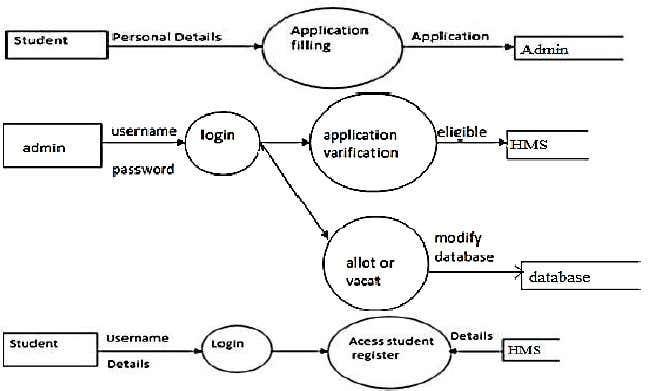 Student
Personal Details
Application
filling
Application
Admin
admin
username
password
login
application
varification
eligible
HMS
allot or
vacat
modify
database
database
Student
Username
Details
Login
Acess student
register
Details
HMS